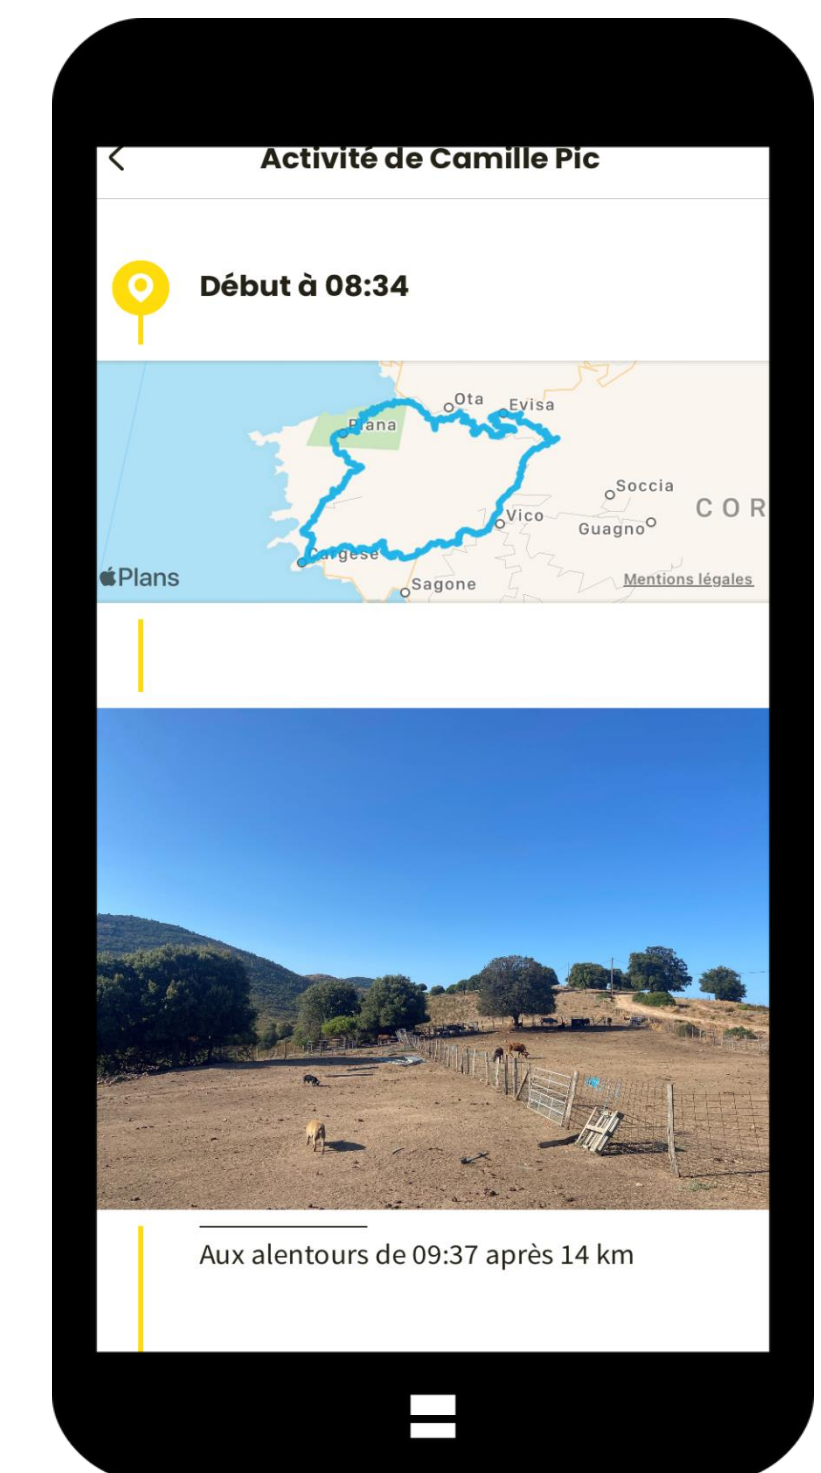 Activité de Camille Pic
Début à 08:34
Ota
Evisa
Piana
Soccia
COR
Vico
Guagno
Cargèse
Plans
Sagone
Mentions légales
Aux alentours de 09:37 après 14 km